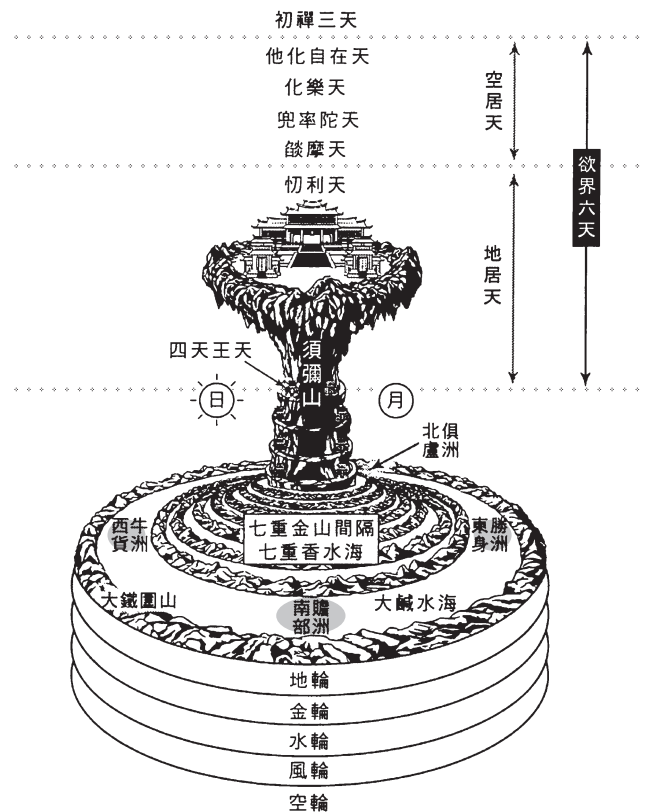 初禪三天
他化自在天
化樂天
兜率陀天
燄摩天
空居天
欲界六天
忉利天
地居天
四天王天
須彌山
日
月
北俱
盧洲
西牛
貨洲
七重金山間隔
七重香水海
東勝
身洲
大鐵圍山
南贍
部洲
大鹹水海
地輪
金輪
水輪
風輪
空輪